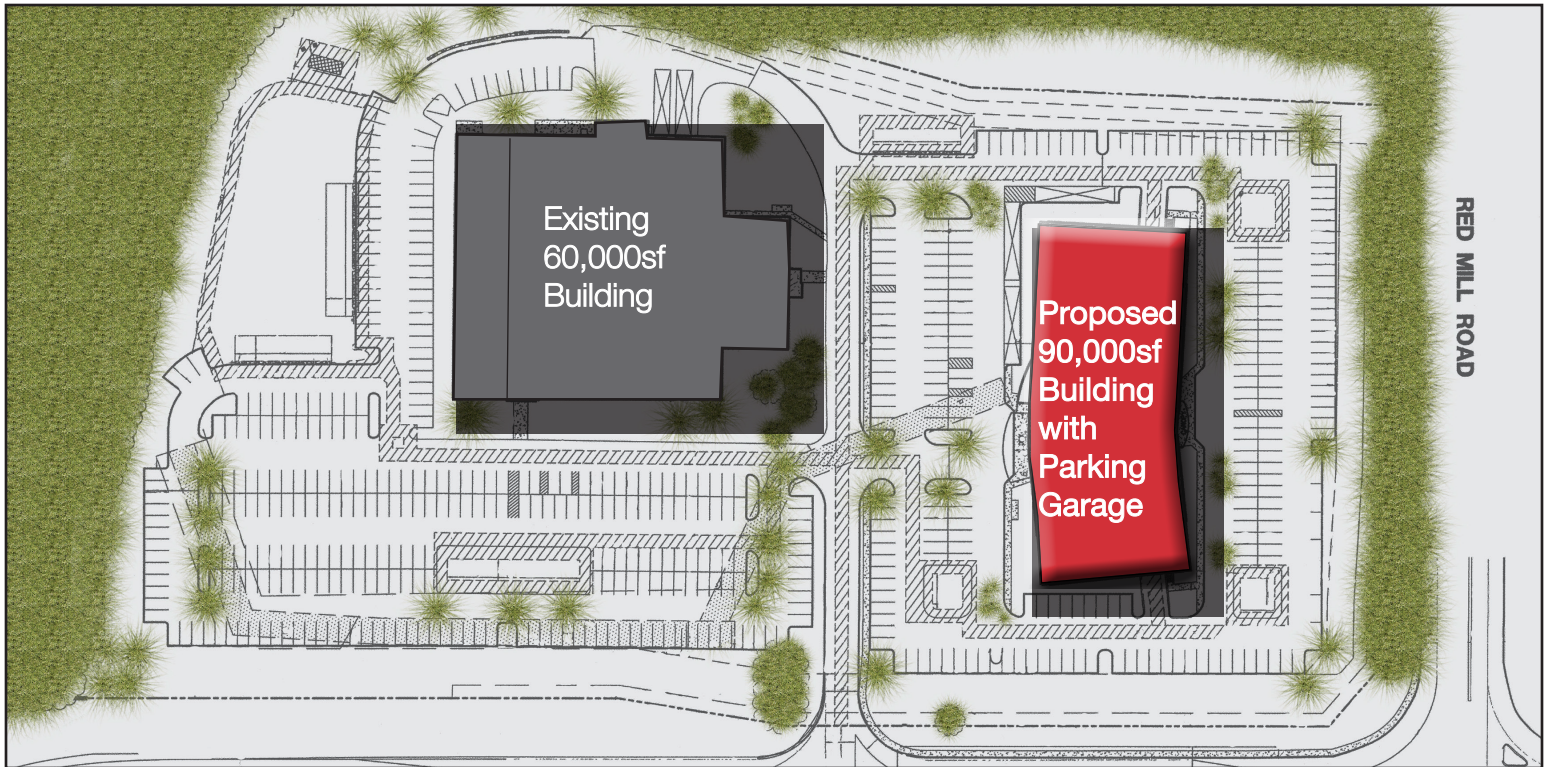 Existing
60,000sf
Building
Proposed
90,000sf
Building
with
Parking
Garage
RED MILL ROAD